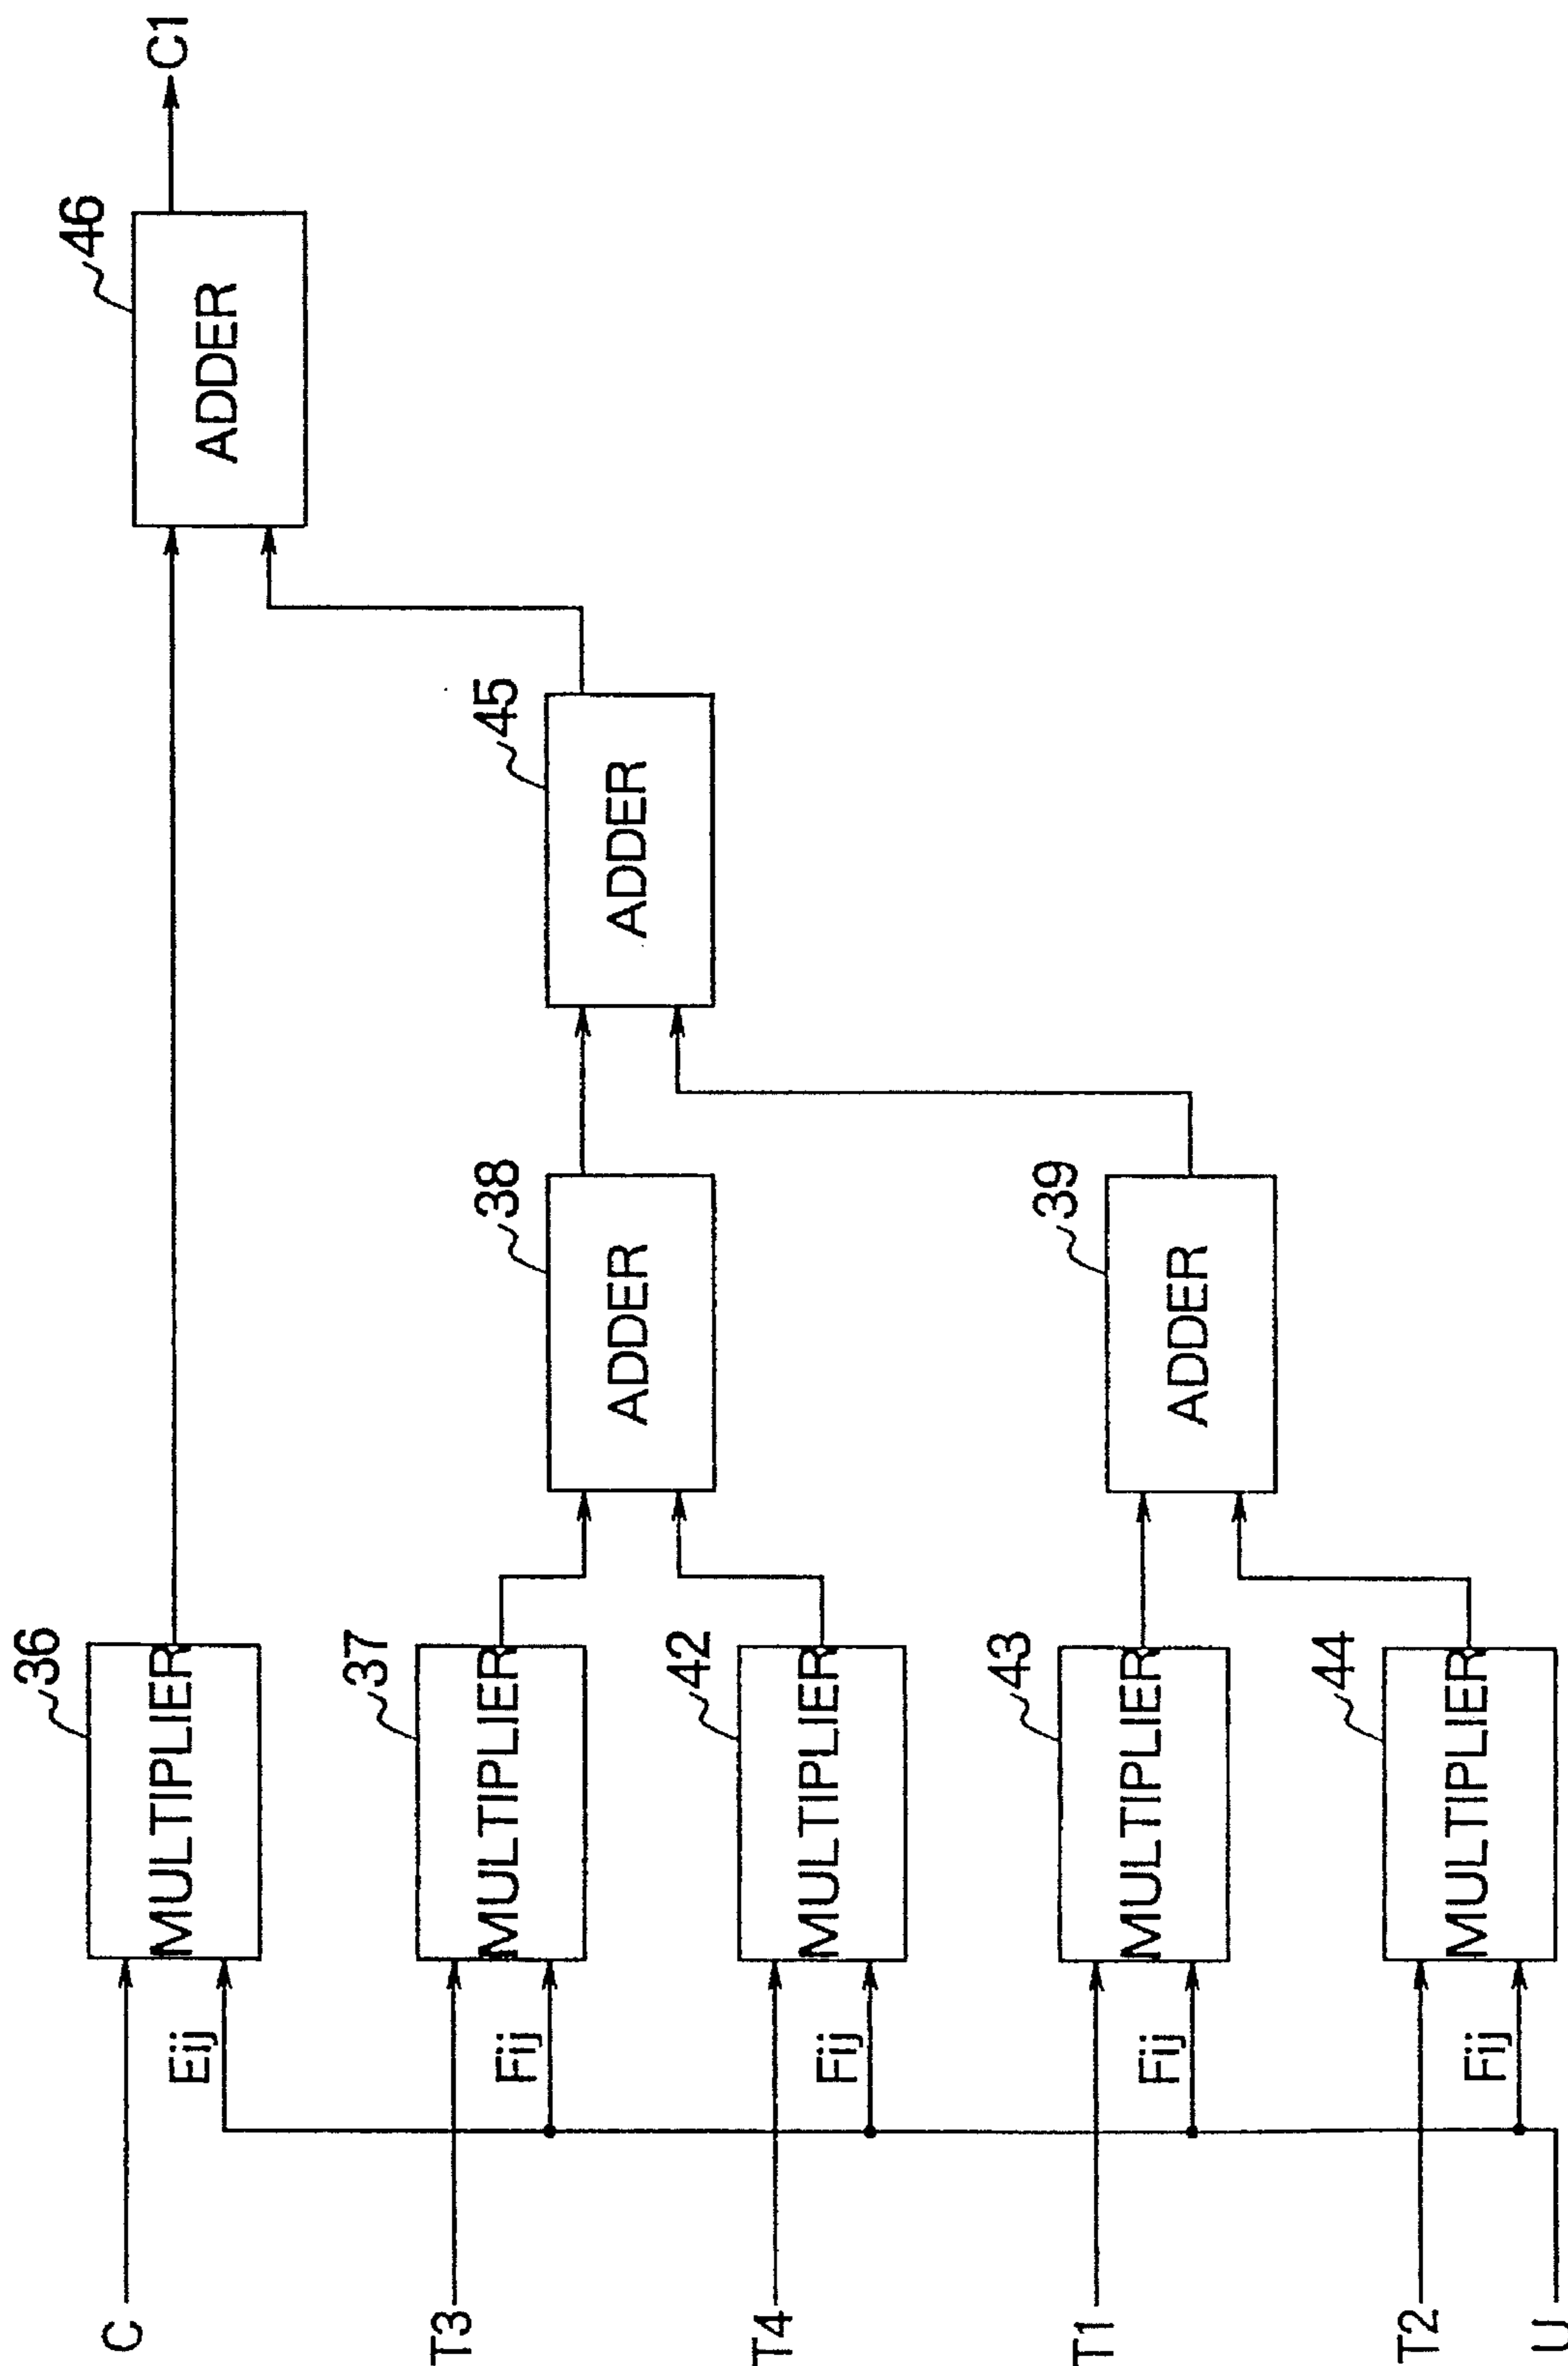 C
Eij
36
MULTIPLIER
46
ADDER
C1
T3
Fij
37
MULTIPLIER
38
ADDER
45
ADDER
T4
Fij
42
MULTIPLIER
T1
Fij
43
MULTIPLIER
39
ADDER
T2
Fij
44
MULTIPLIER
U